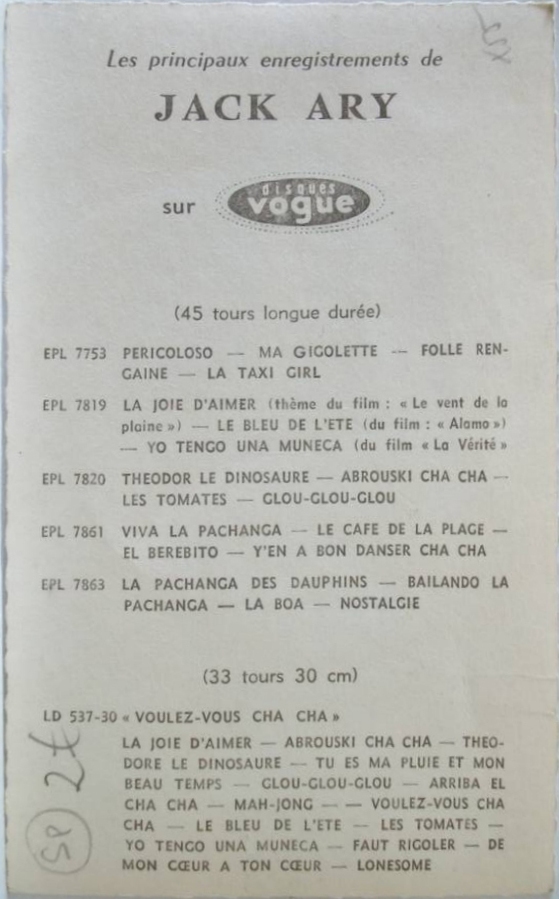 Les principaux enregistrements de
JACK ARY
sur disques vogue
(45 tours longue durée)
EPL 7753 PERICOLOSO — MA GIGOLETTE — FOLLE REN-
GAINE — LA TAXI GIRL
EPL 7819 LA JOIE D'AIMER (thème du film : « Le vent de la
plaine ») — LE BLEU DE L'ETE (du film : « Alamo »)
— YO TENGO UNA MUNECA (du film « La Vérité »
EPL 7820 THEODOR LE DINOSAURE — ABROUSKI CHA CHA —
LES TOMATES — GLOU-GLOU-GLOU
EPL 7861 VIVA LA PACHANGA — LE CAFE DE LA PLAGE —
EL BEREBITO — Y'EN A BON DANSER CHA CHA
EPL 7863 LA PACHANGA DES DAUPHINS — BAILANDO LA
PACHANGA — LA BOA — NOSTALGIE
(33 tours 30 cm)
LD 537-30 « VOULEZ-VOUS CHA CHA »
LA JOIE D'AIMER — ABROUSKI CHA CHA — THEO-
DORE LE DINOSAURE — TU ES MA PLUIE ET MON
BEAU TEMPS — GLOU-GLOU-GLOU — ARRIBA EL
CHA CHA — MAH-JONG — — VOULEZ-VOUS CHA
CHA — LE BLEU DE L'ETE — LES TOMATES —
YO TENGO UNA MUNECA — FAUT RIGOLER — DE
MON CŒUR A TON CŒUR — LONESOME